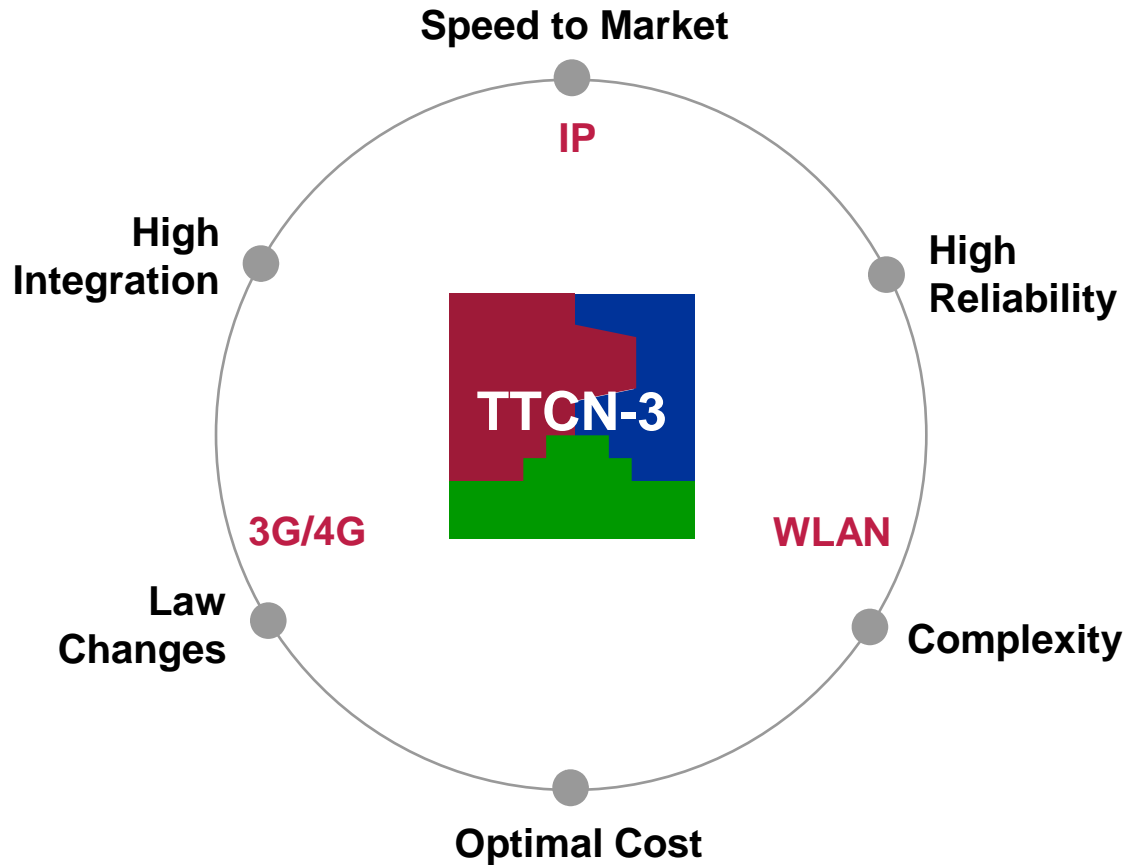 Speed to Market
IP
High
Integration
High
Reliability
TTCN-3
3G/4G
WLAN
Law
Changes
Complexity
Optimal Cost